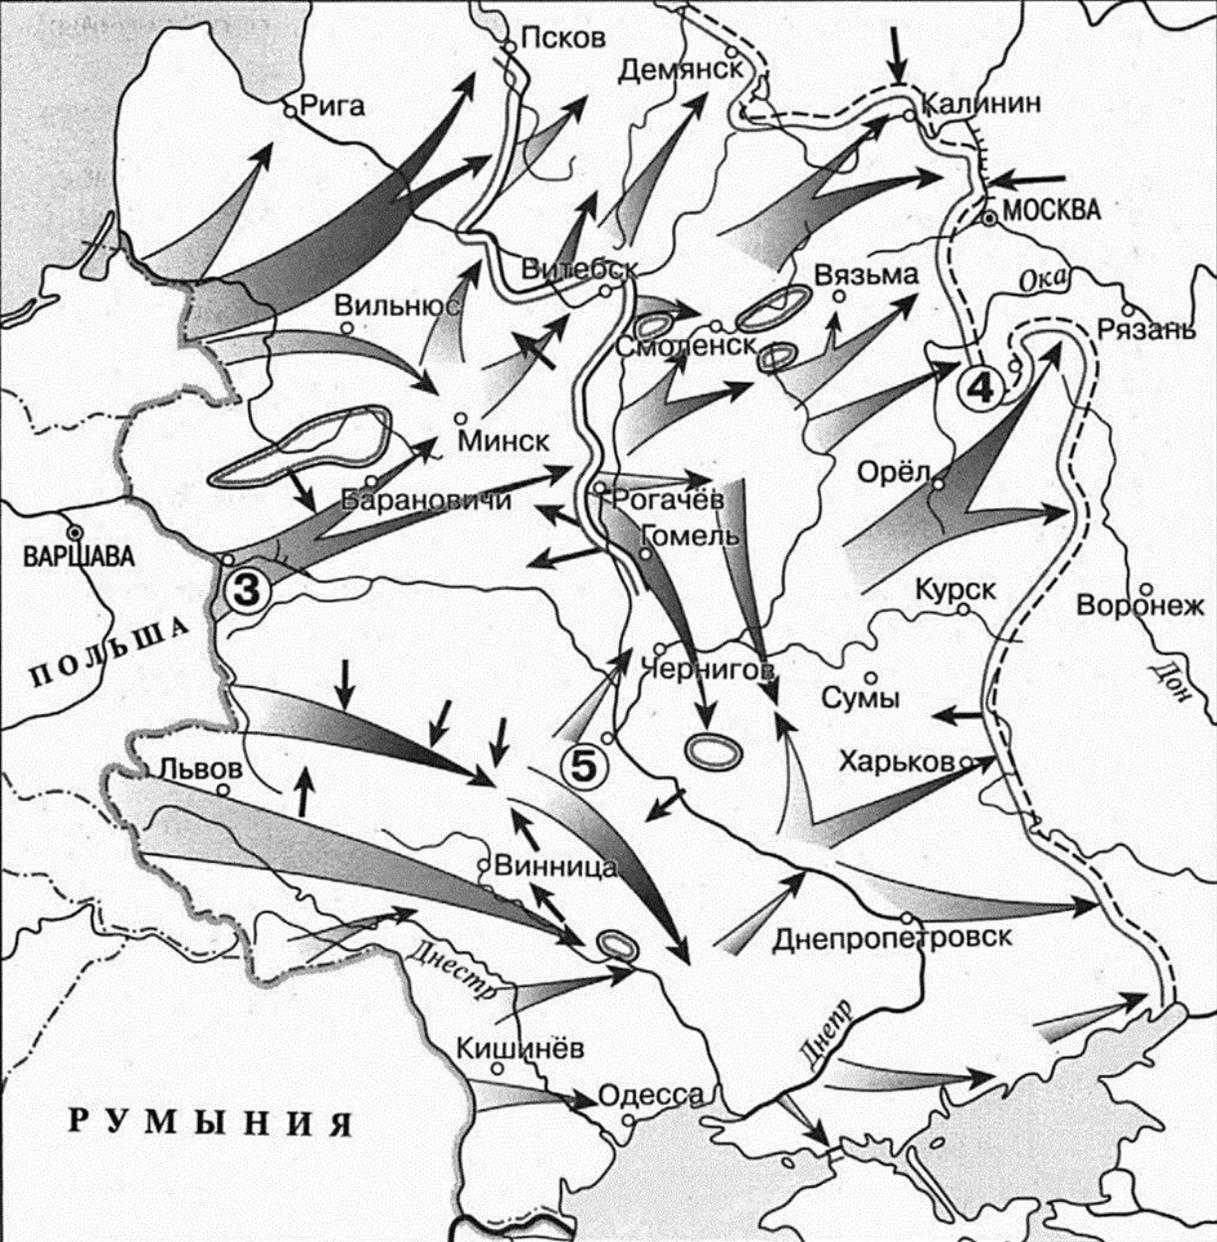 Псков
Демянск
Рига
Калинин
МОСКВА
Витебск
Вязьма
Ока
Вильнюс
Рязань
Смоленск
4
Минск
Орёл
Барановичи
Рогачёв
ВАРШАВА
Гомель
3
Курск
Воронеж
ПОЛЬША
Чернигов
Сумы
Дон
Львов
5
Харьков
Винница
Днепропетровск
Днестр
Днепр
Кишинёв
Одесса
РУМЫНИЯ